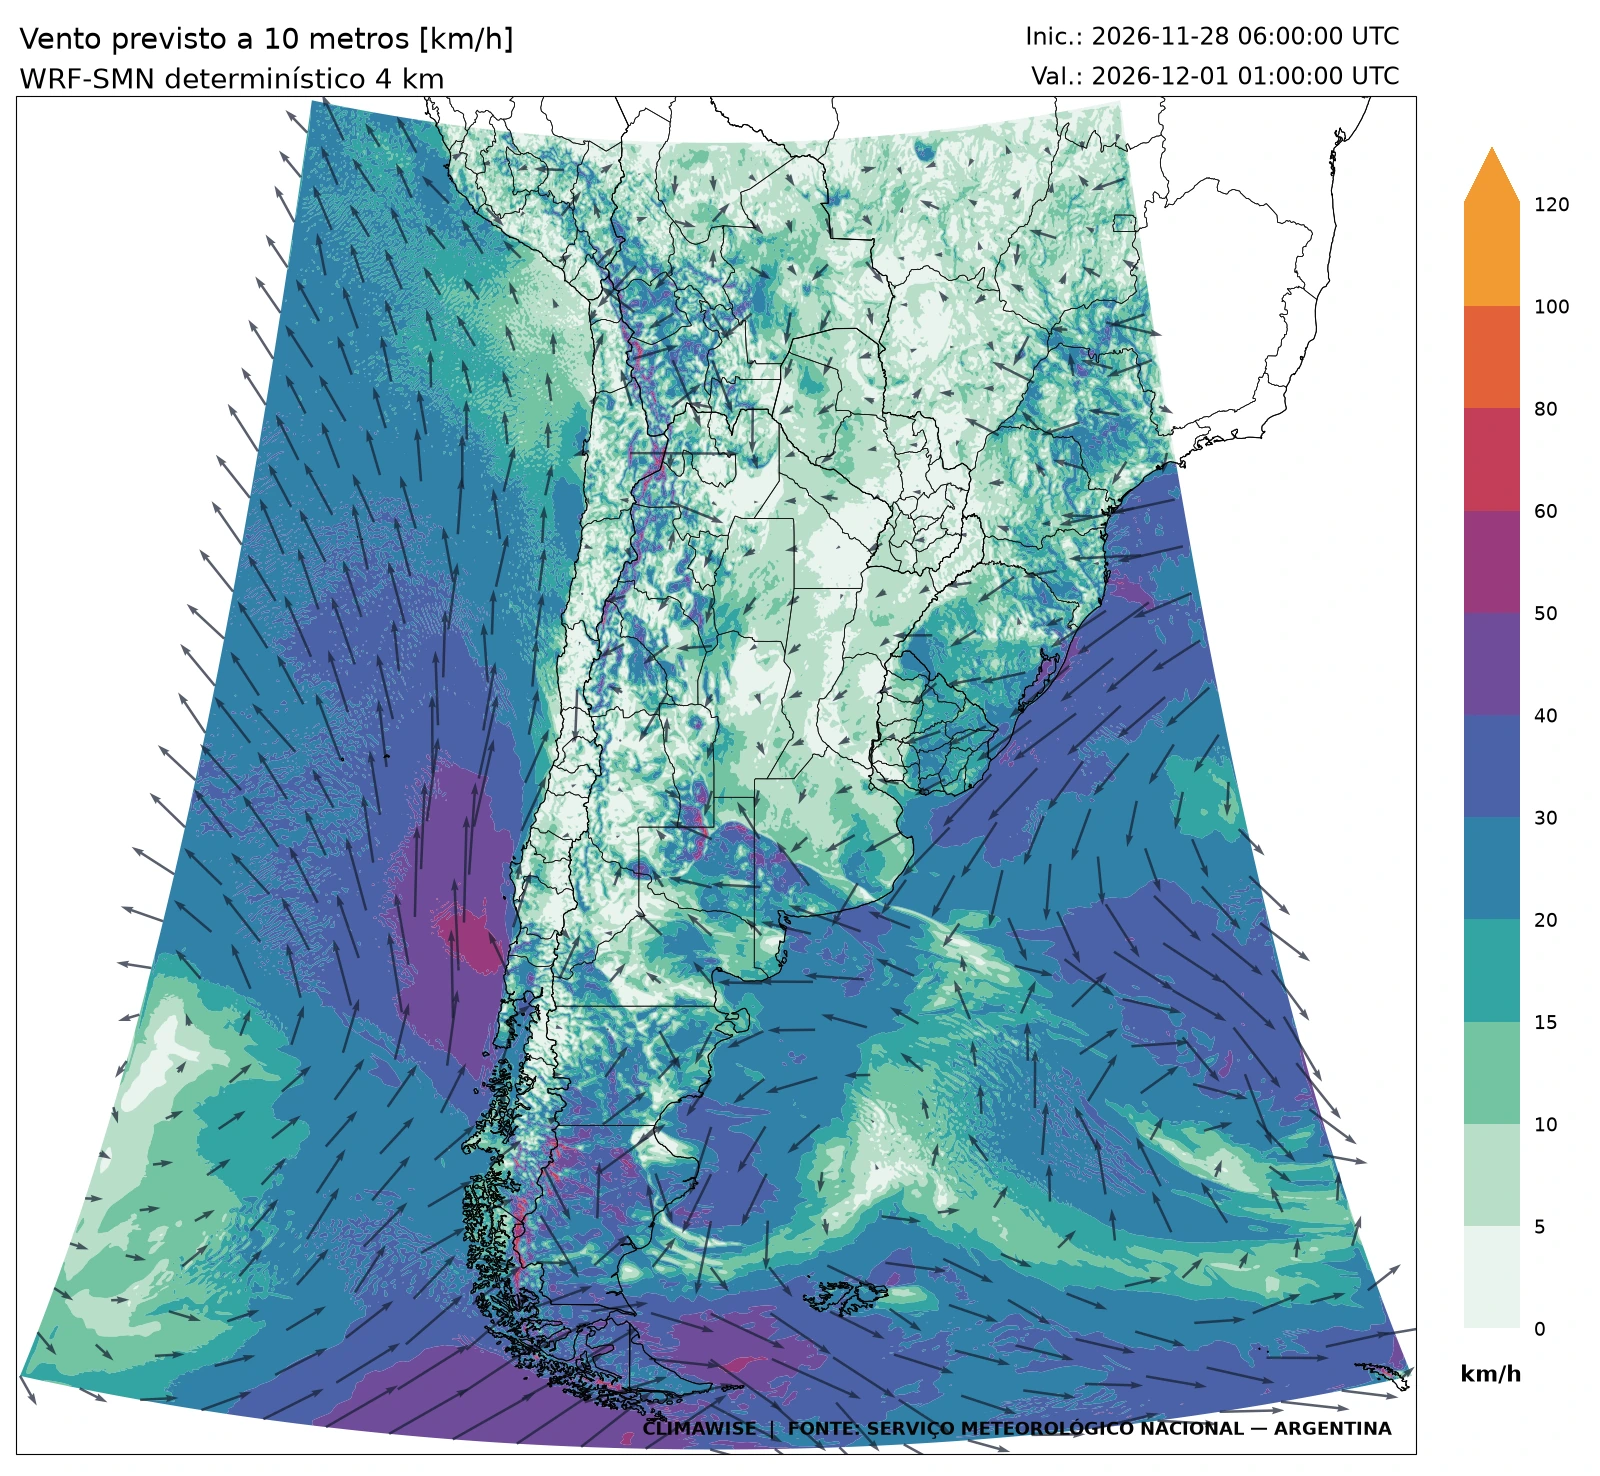 Vento previsto a 10 metros [km/h]
WRF-SMN determinístico 4 km
Inic.: 2026-11-28 06:00:00 UTC
Val.: 2026-12-01 01:00:00 UTC
120
100
80
60
50
40
30
20
15
10
5
0
km/h
CLIMAWISE | FONTE: SERVIÇO METEOROLÓGICO NACIONAL — ARGENTINA